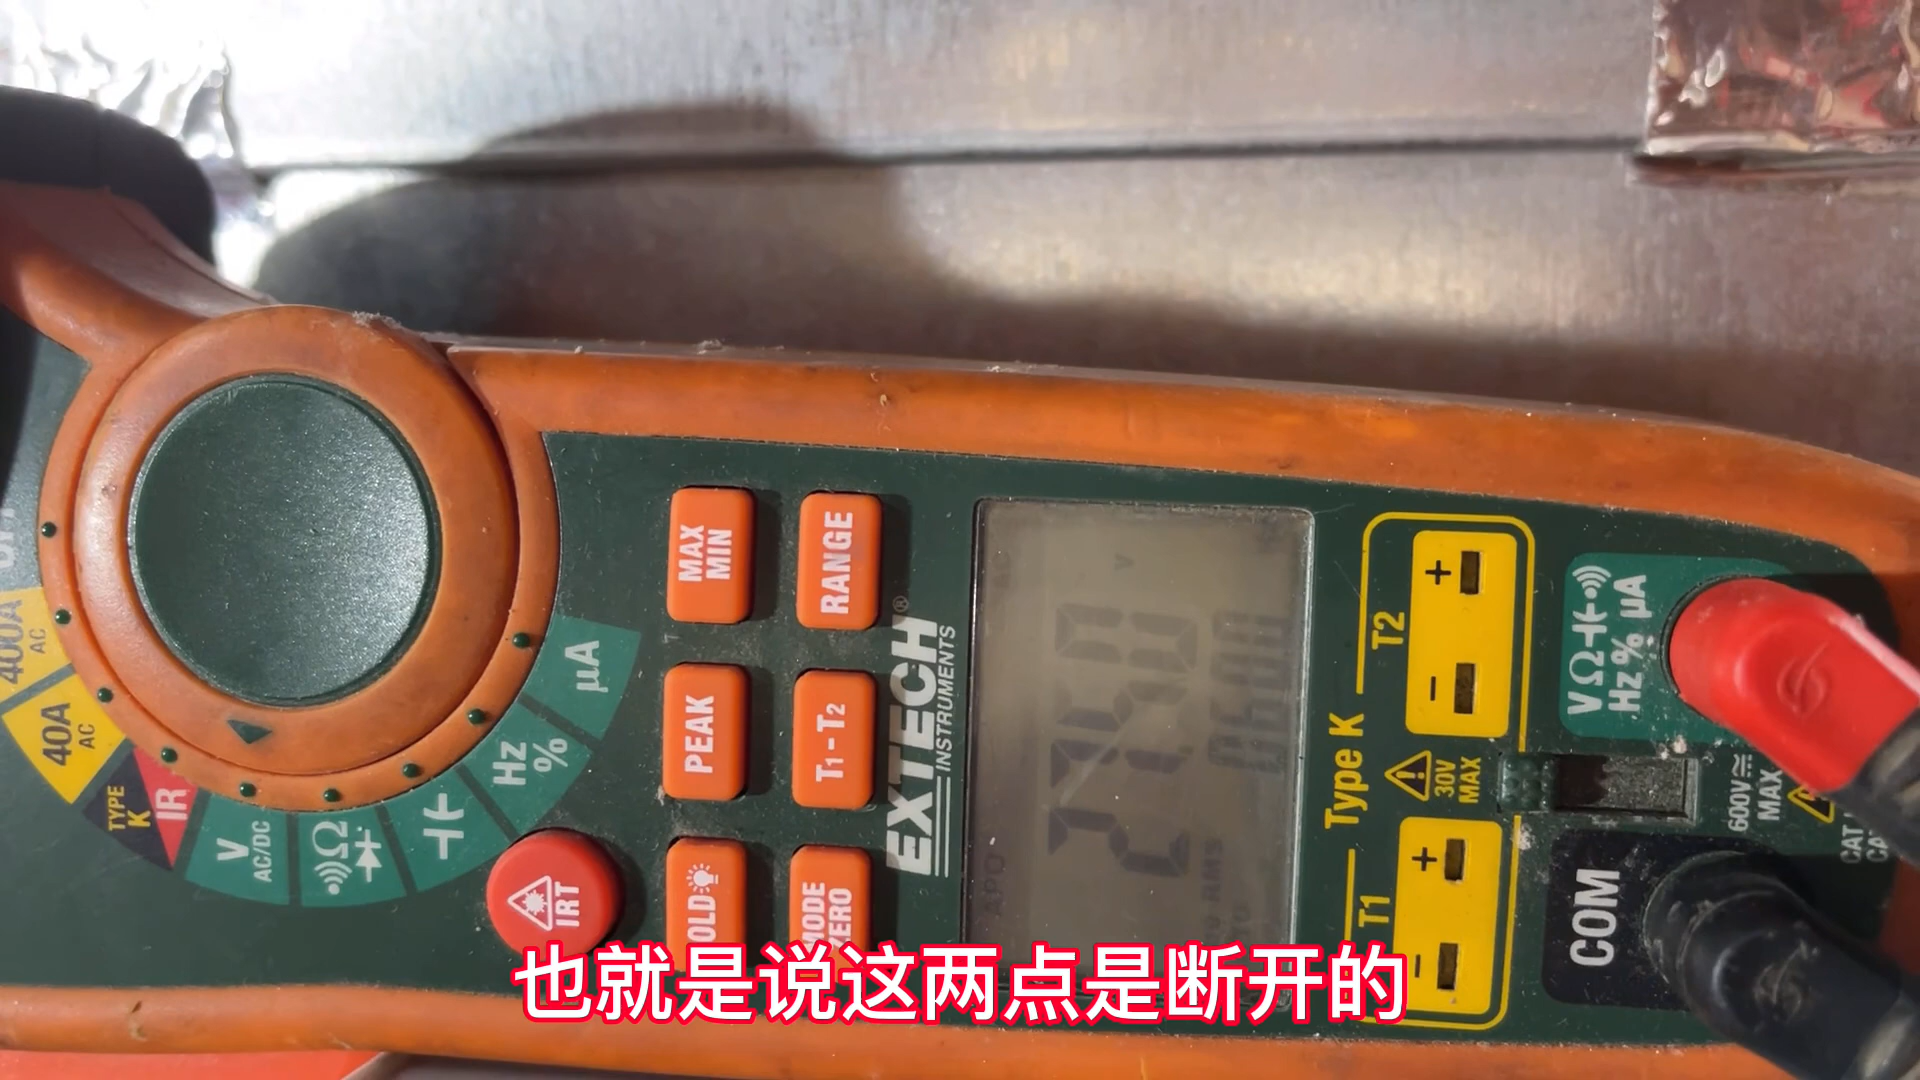 MAX
MIN
RANGE
PEAK
T1-T2
MODE
ZERO
IRT
EXTECH®
INSTRUMENTS
400A
AC
40A
AC
TYPE
K
IR
V
AC/DC
Ω
Hz
%
µA
V
APO
T2
+
-
Type K
30V
MAX
T1
+
-
V Ω
Hz% µA
600V
MAX
COM
也就是说这两点是断开的